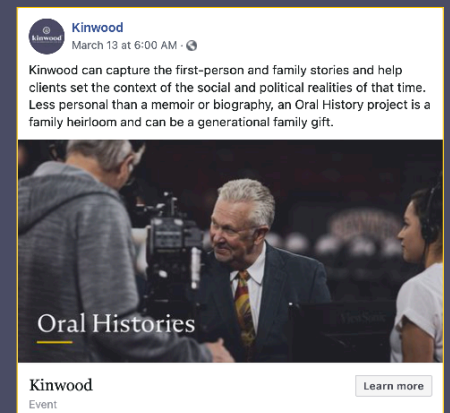 kinwood
Kinwood
March 13 at 6:00 AM ·
Kinwood can capture the first-person and family stories and help
clients set the context of the social and political realities of that time.
Less personal than a memoir or biography, an Oral History project is a
family heirloom and can be a generational family gift.
Oral Histories
Kinwood
Learn more
Event